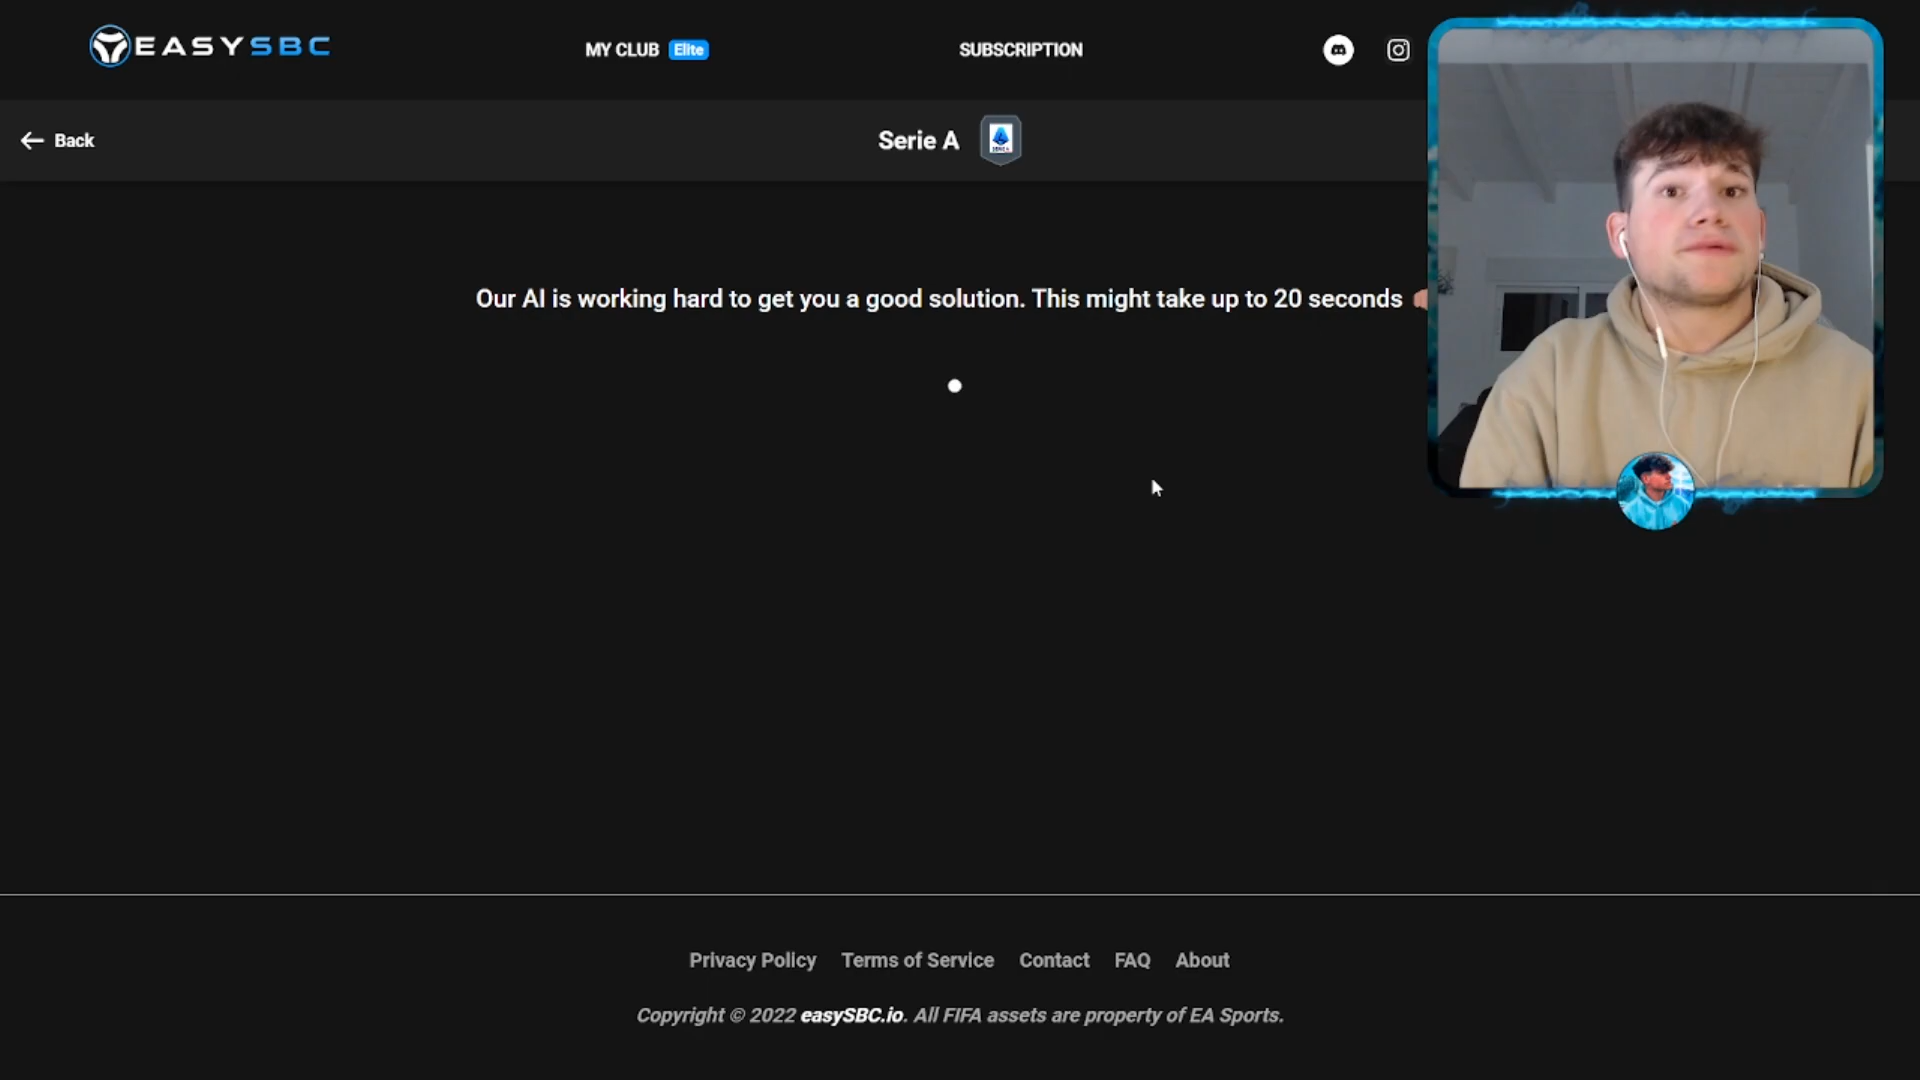 EASYSBC
MY CLUB Elite
SUBSCRIPTION
Back
Serie A
Our AI is working hard to get you a good solution. This might take up to 20 seconds
Privacy Policy Terms of Service Contact FAQ About
Copyright © 2022 easySBC.io. All FIFA assets are property of EA Sports.